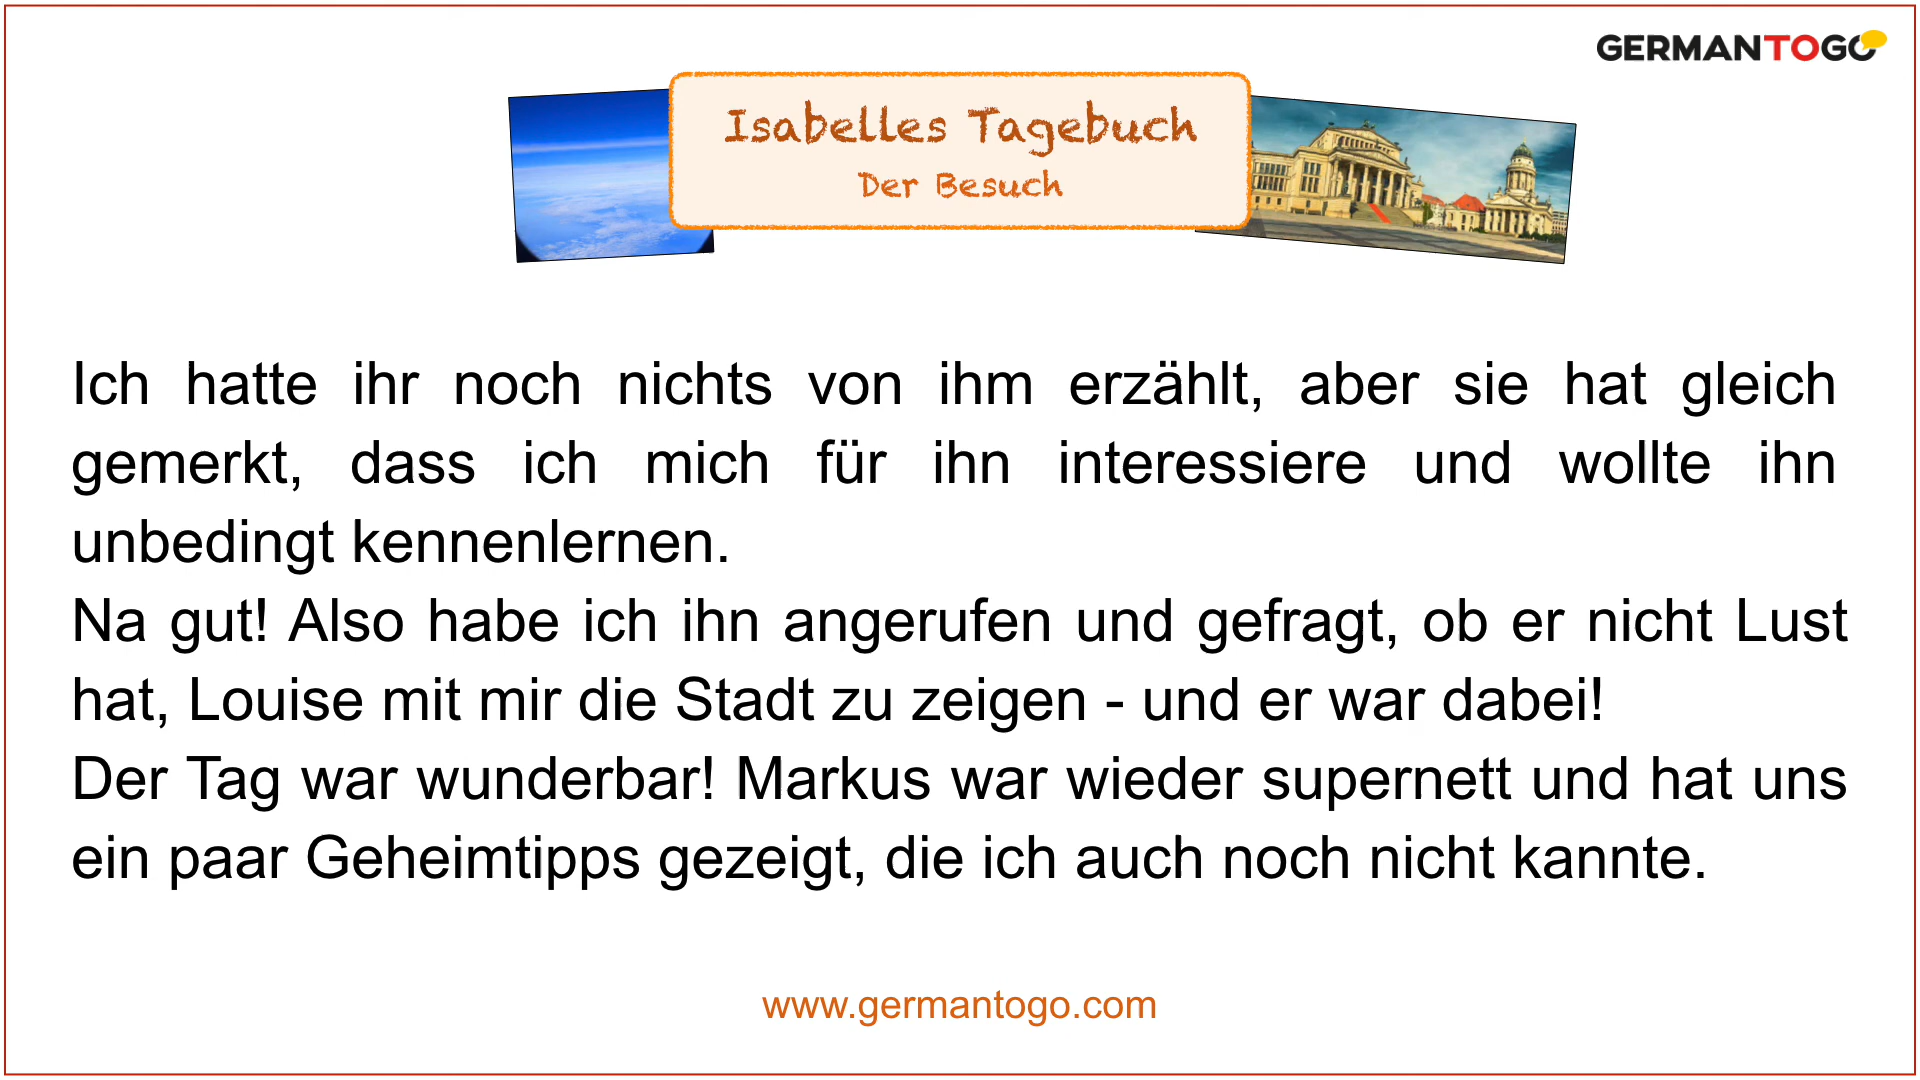 GERMANTOGO
Isabelles Tagebuch
Der Besuch
Ich hatte ihr noch nichts von ihm erzählt, aber sie hat gleich
gemerkt, dass ich mich für ihn interessiere und wollte ihn
unbedingt kennenlernen.
Na gut! Also habe ich ihn angerufen und gefragt, ob er nicht Lust
hat, Louise mit mir die Stadt zu zeigen - und er war dabei!
Der Tag war wunderbar! Markus war wieder supernett und hat uns
ein paar Geheimtipps gezeigt, die ich auch noch nicht kannte.
www.germantogo.com